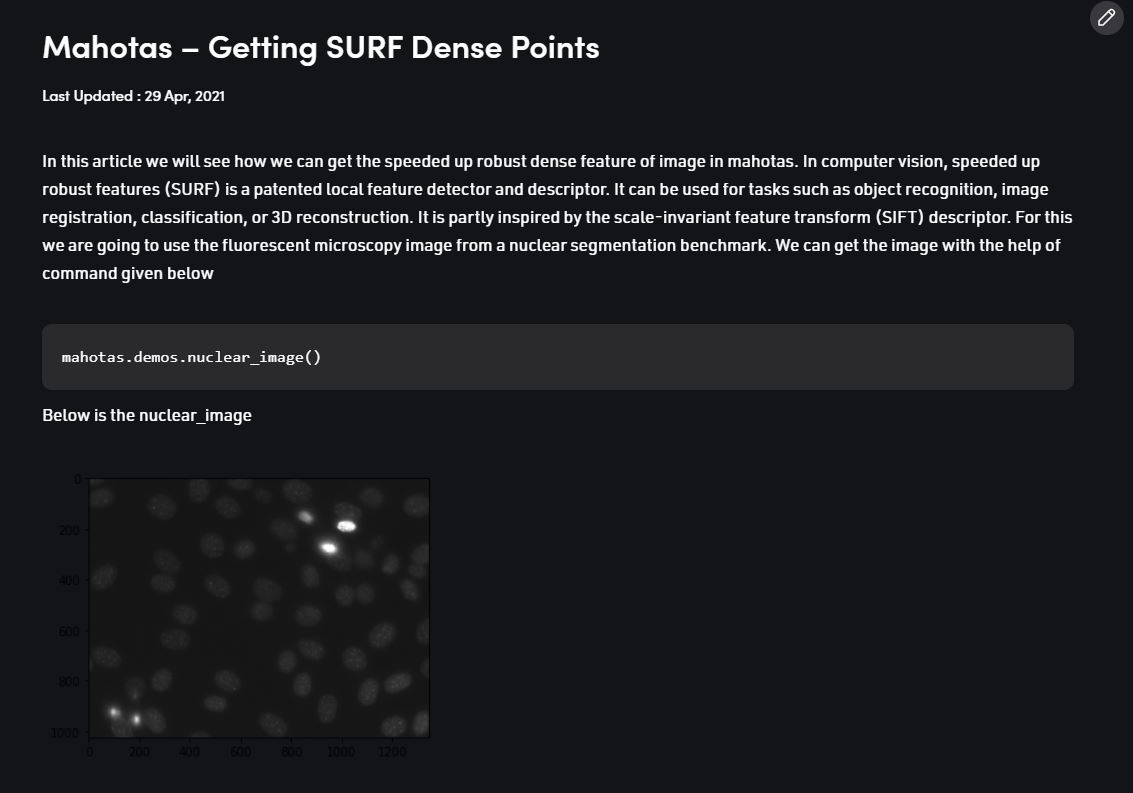 Mahotas – Getting SURF Dense Points
Last Updated : 29 Apr, 2021
In this article we will see how we can get the speeded up robust dense feature of image in mahotas. In computer vision, speeded up
robust features (SURF) is a patented local feature detector and descriptor. It can be used for tasks such as object recognition, image
registration, classification, or 3D reconstruction. It is partly inspired by the scale-invariant feature transform (SIFT) descriptor. For this
we are going to use the fluorescent microscopy image from a nuclear segmentation benchmark. We can get the image with the help of
command given below
mahotas.demos.nuclear_image()
Below is the nuclear_image
0
200
400
600
800
1000
0 200 400 600 800 1000 1200